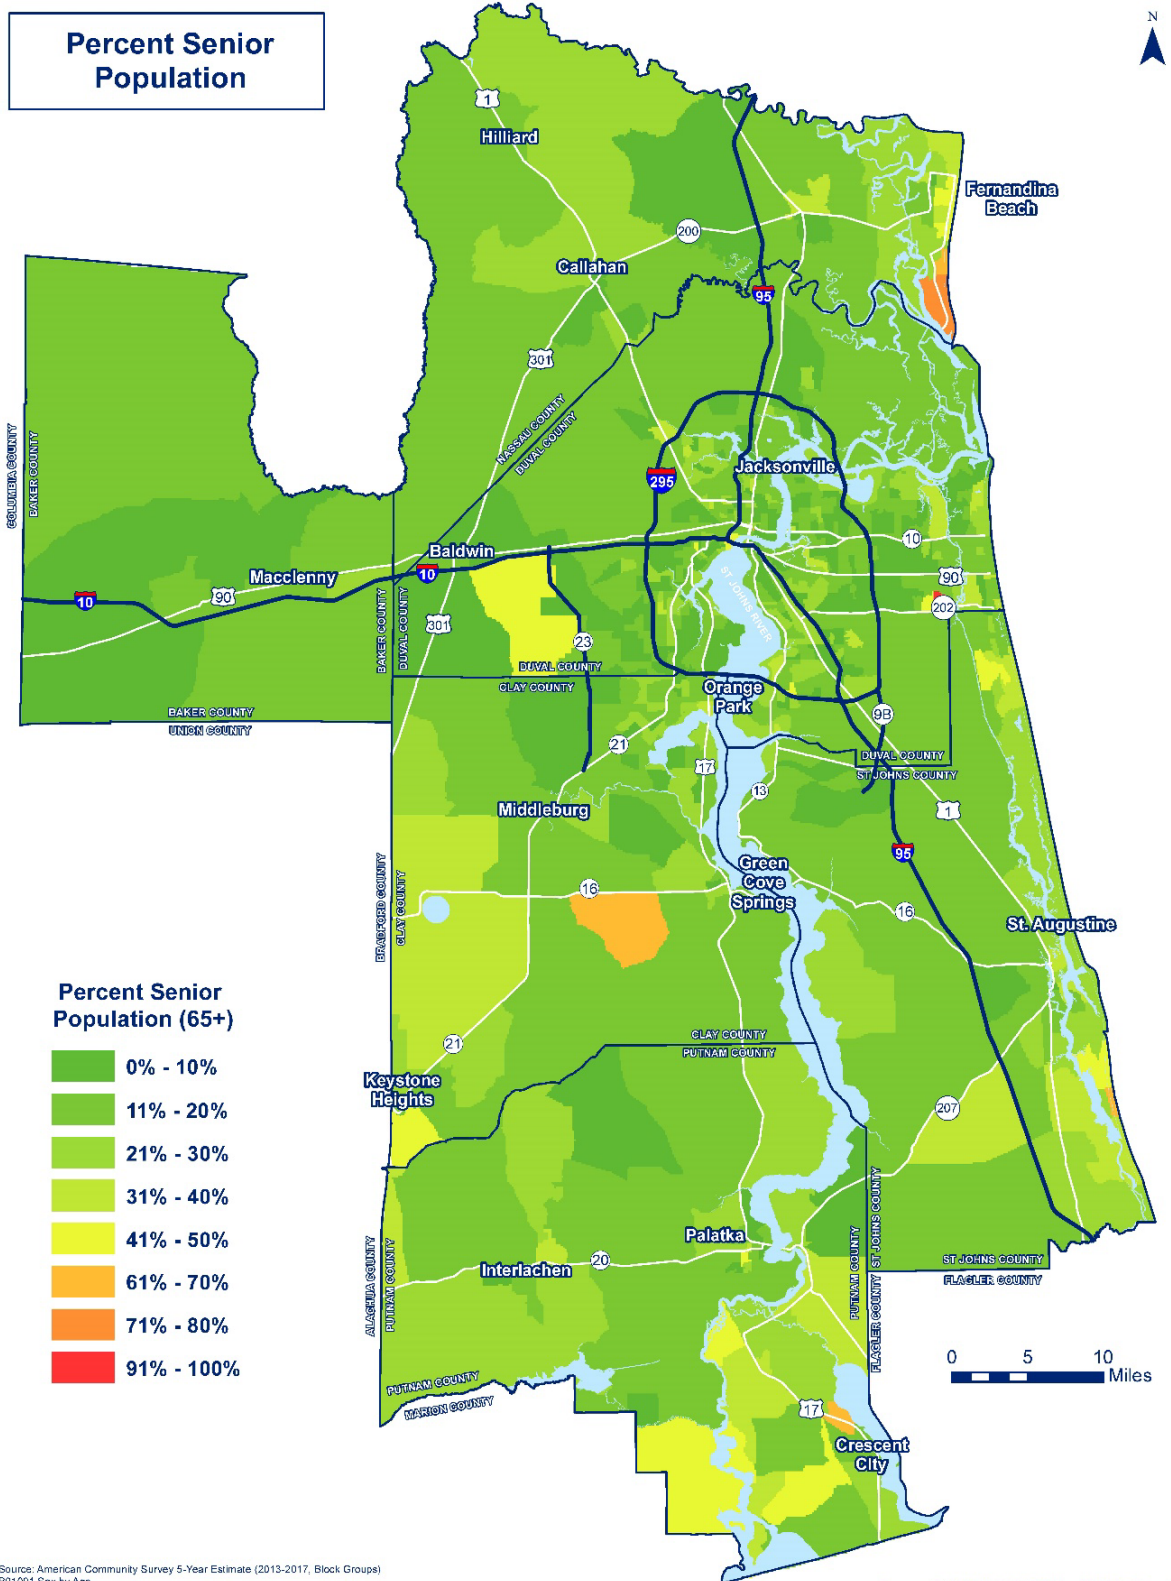 Percent Senior
Population
N
1
Hilliard
Fernandina
Beach
200
Callahan
95
301
NASSAU COUNTY
DUVAL COUNTY
COLUMBIA COUNTY
BAKER COUNTY
Jacksonville
295
10
Baldwin
90
Macclenny
10
90
10
202
301
ST JOHNS RIVER
BAKER COUNTY
DUVAL COUNTY
23
DUVAL COUNTY
CLAY COUNTY
Orange
Park
BAKER COUNTY
UNION COUNTY
9B
21
DUVAL COUNTY
ST JOHNS COUNTY
17
13
Middleburg
1
95
Green
Cove
Springs
16
16
BRADFORD COUNTY
CLAY COUNTY
St. Augustine
Percent Senior
Population (65+)
0% - 10%
11% - 20%
21% - 30%
31% - 40%
41% - 50%
61% - 70%
71% - 80%
91% - 100%
CLAY COUNTY
PUTNAM COUNTY
21
Keystone
Heights
207
PUTNAM COUNTY
ST JOHNS COUNTY
Palatka
ALACHUA COUNTY
PUTNAM COUNTY
20
Interlachen
ST JOHNS COUNTY
FLAGLER COUNTY
FLAGLER COUNTY
0 5 10
Miles
PUTNAM COUNTY
MARION COUNTY
17
Crescent
City
Source: American Community Survey 5-Year Estimate (2013-2017, Block Groups)